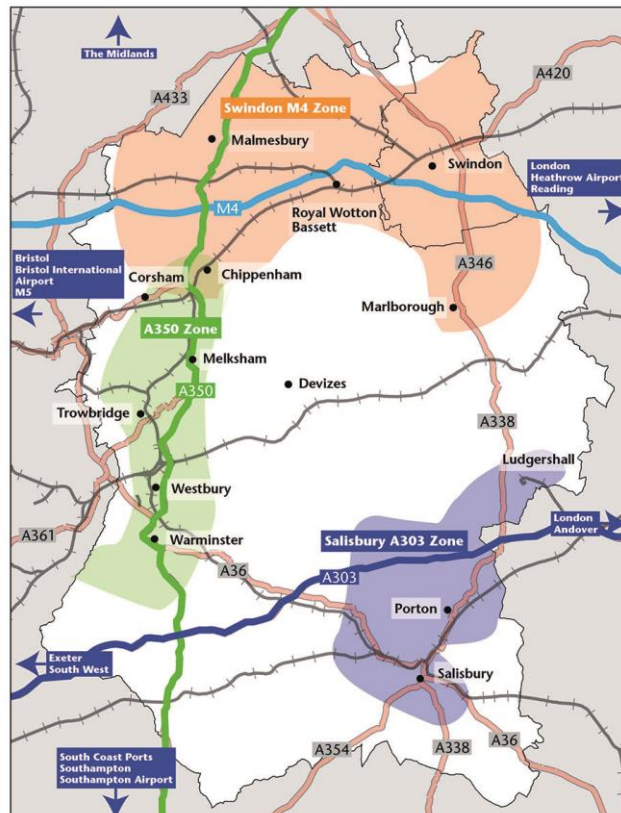 The Midlands
A433
A420
Swindon M4 Zone
Malmesbury
Swindon
London
Heathrow Airport
Reading
M4
Royal Wotton
Bassett
Bristol
Bristol International
Airport
M5
Corsham
Chippenham
A346
Marlborough
A350 Zone
Melksham
A350
Devizes
Trowbridge
A338
Ludgershall
Westbury
London
Andover
A361
Warminster
Salisbury A303 Zone
A36
A303
Porton
Exeter
South West
Salisbury
South Coast Ports
Southampton
Southampton Airport
A354
A338
A36